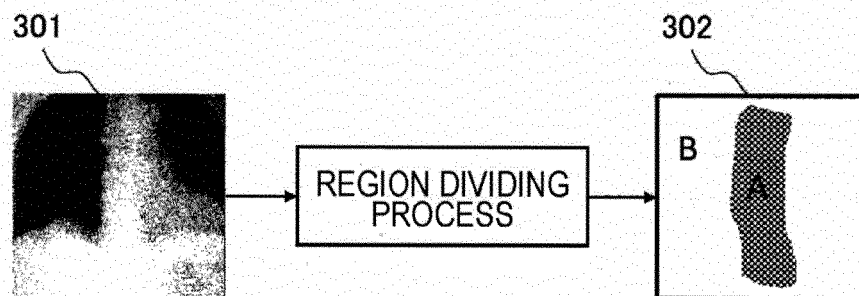 301
302
REGION DIVIDING
PROCESS
B
A